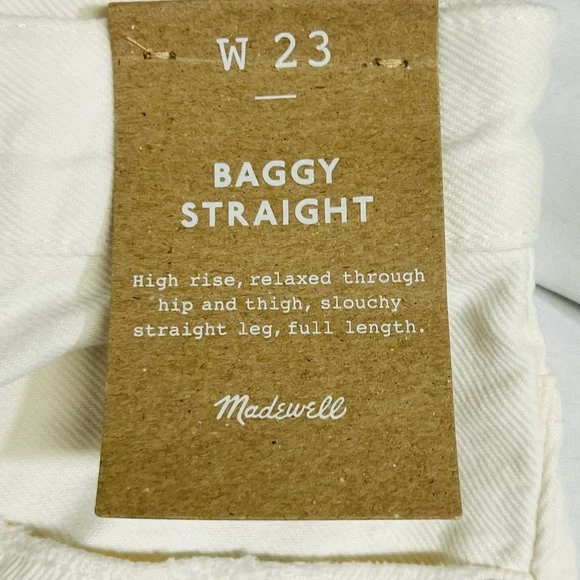 W 23
BAGGY
STRAIGHT
High rise, relaxed through
hip and thigh, slouchy
straight leg, full length.
Madewell